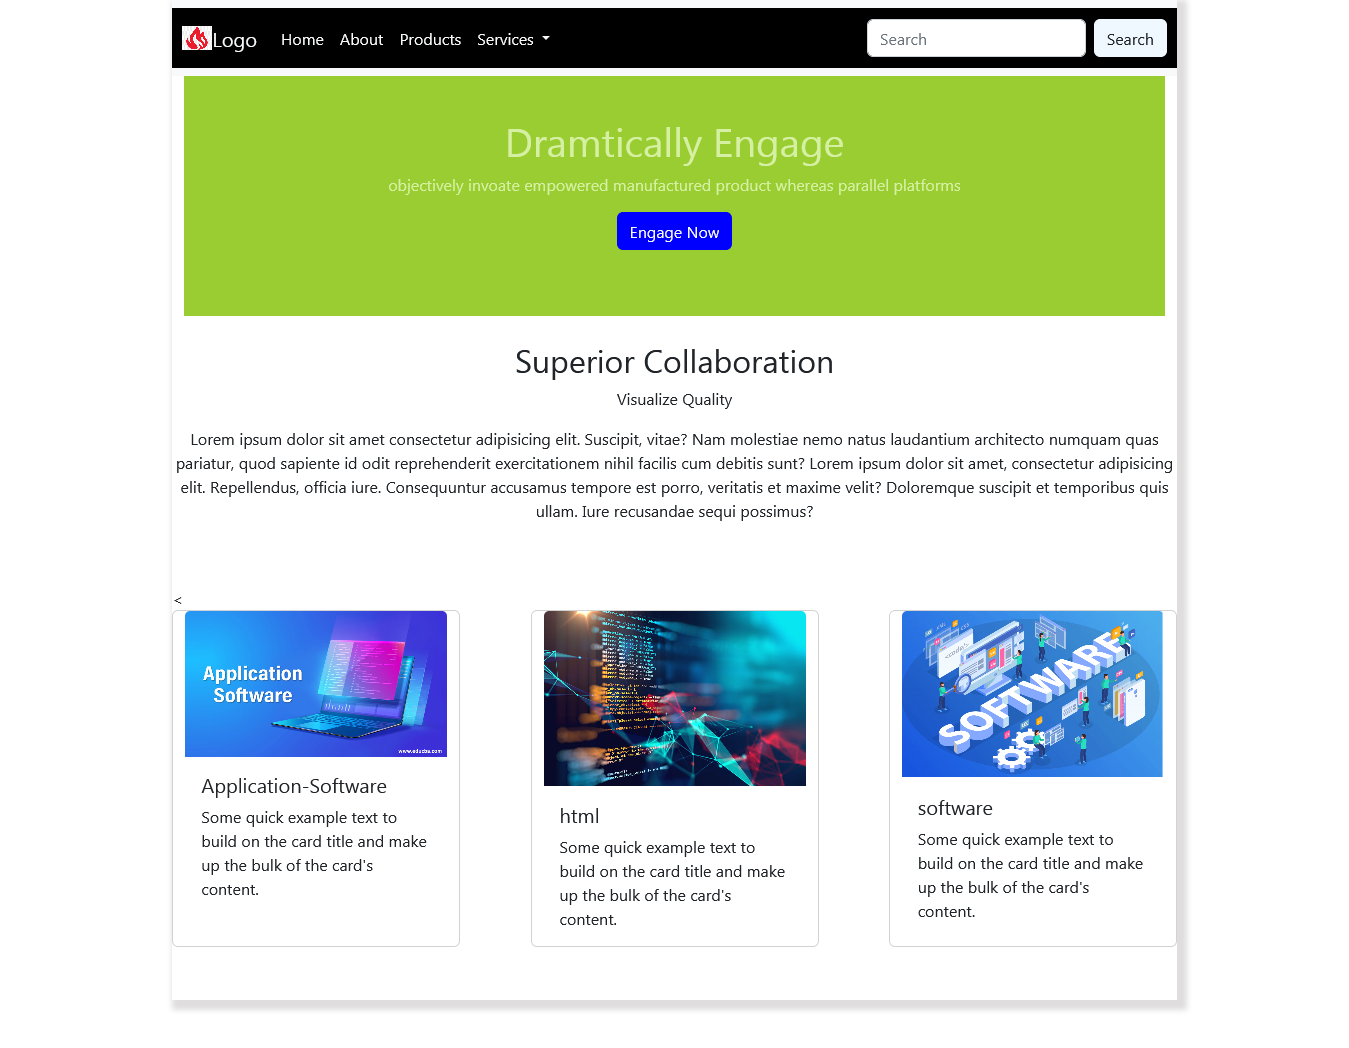 Logo Home About Products Services Search Search
Dramtically Engage
objectively invoate empowered manufactured product whereas parallel platforms
Engage Now
Superior Collaboration
Visualize Quality
Lorem ipsum dolor sit amet consectetur adipisicing elit. Suscipit, vitae? Nam molestiae nemo natus laudantium architecto numquam quas
pariatur, quod sapiente id odit reprehenderit exercitationem nihil facilis cum debitis sunt? Lorem ipsum dolor sit amet, consectetur adipisicing
elit. Repellendus, officia iure. Consequuntur accusamus tempore est porro, veritatis et maxime velit? Doloremque suscipit et temporibus quis
ullam. Iure recusandae sequi possimus?
<
Application
Software
www.educba.com
Application-Software
Some quick example text to
build on the card title and make
up the bulk of the card's
content.
html
Some quick example text to
build on the card title and make
up the bulk of the card's
content.
SOFTWARE
software
Some quick example text to
build on the card title and make
up the bulk of the card's
content.